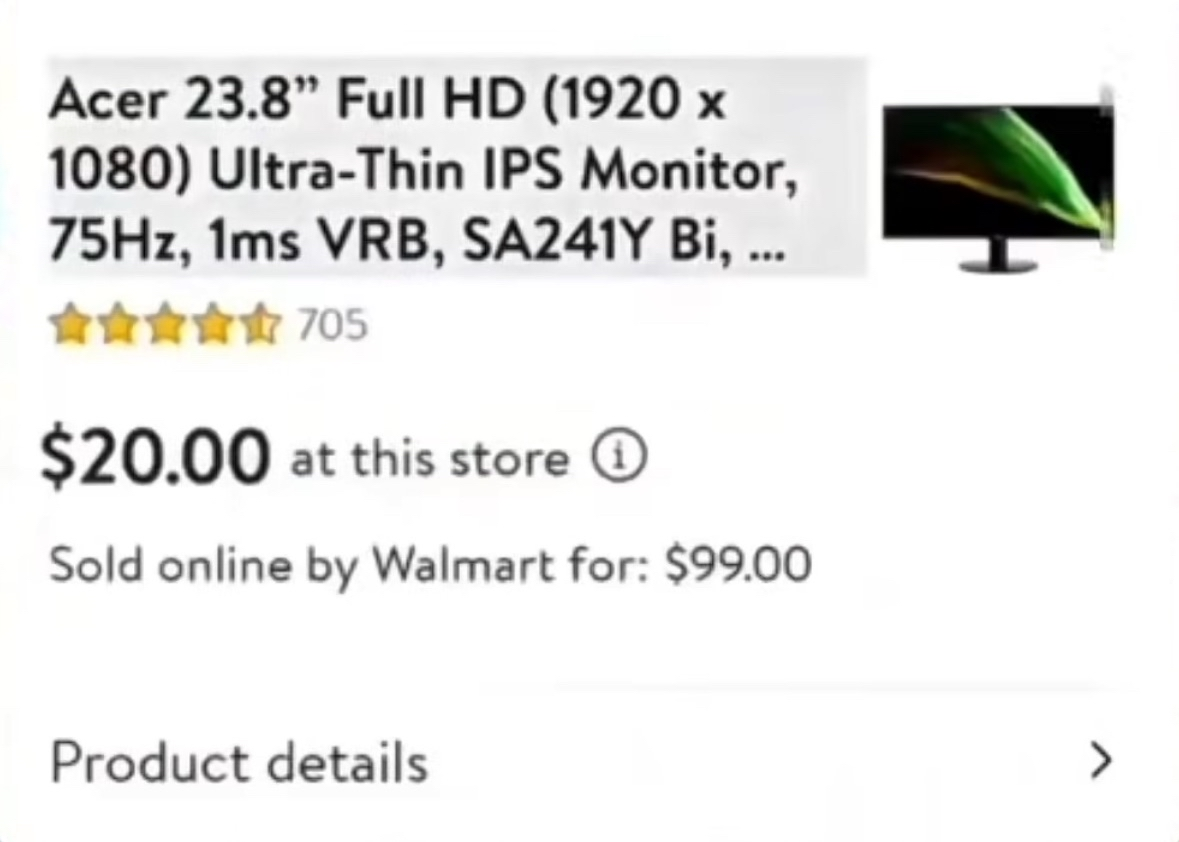 Acer 23.8” Full HD (1920 x
1080) Ultra-Thin IPS Monitor,
75Hz, 1ms VRB, SA241Y Bi, ...
705
$20.00 at this store
Sold online by Walmart for: $99.00
Product details